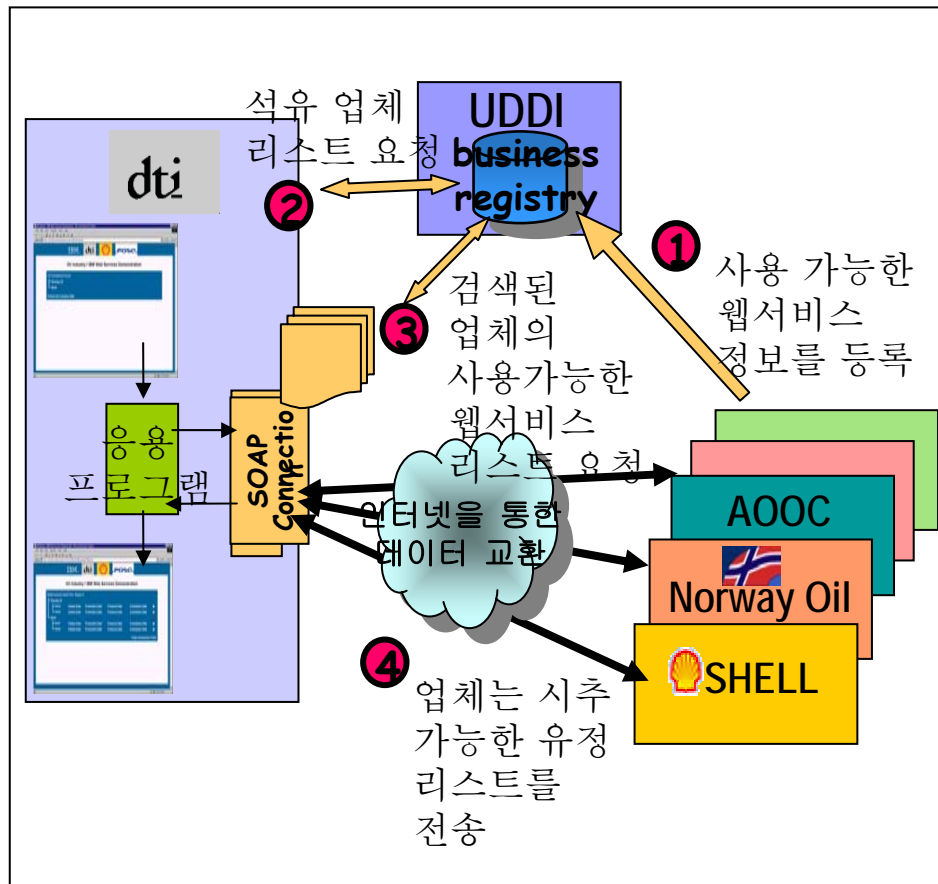 석유 업체
리스트 요청
UDDI
business
registry
dti
2
1
사용 가능한
웹서비스
정보를 등록
3
검색된
업체의
사용가능한
웹서비스
리스트 요청
응용
프로그램
SOAP
Connectio
n
인터넷을 통한
데이터 교환
AOOC
Norway Oil
SHELL
4
업체는 시추
가능한 유정
리스트를
전송